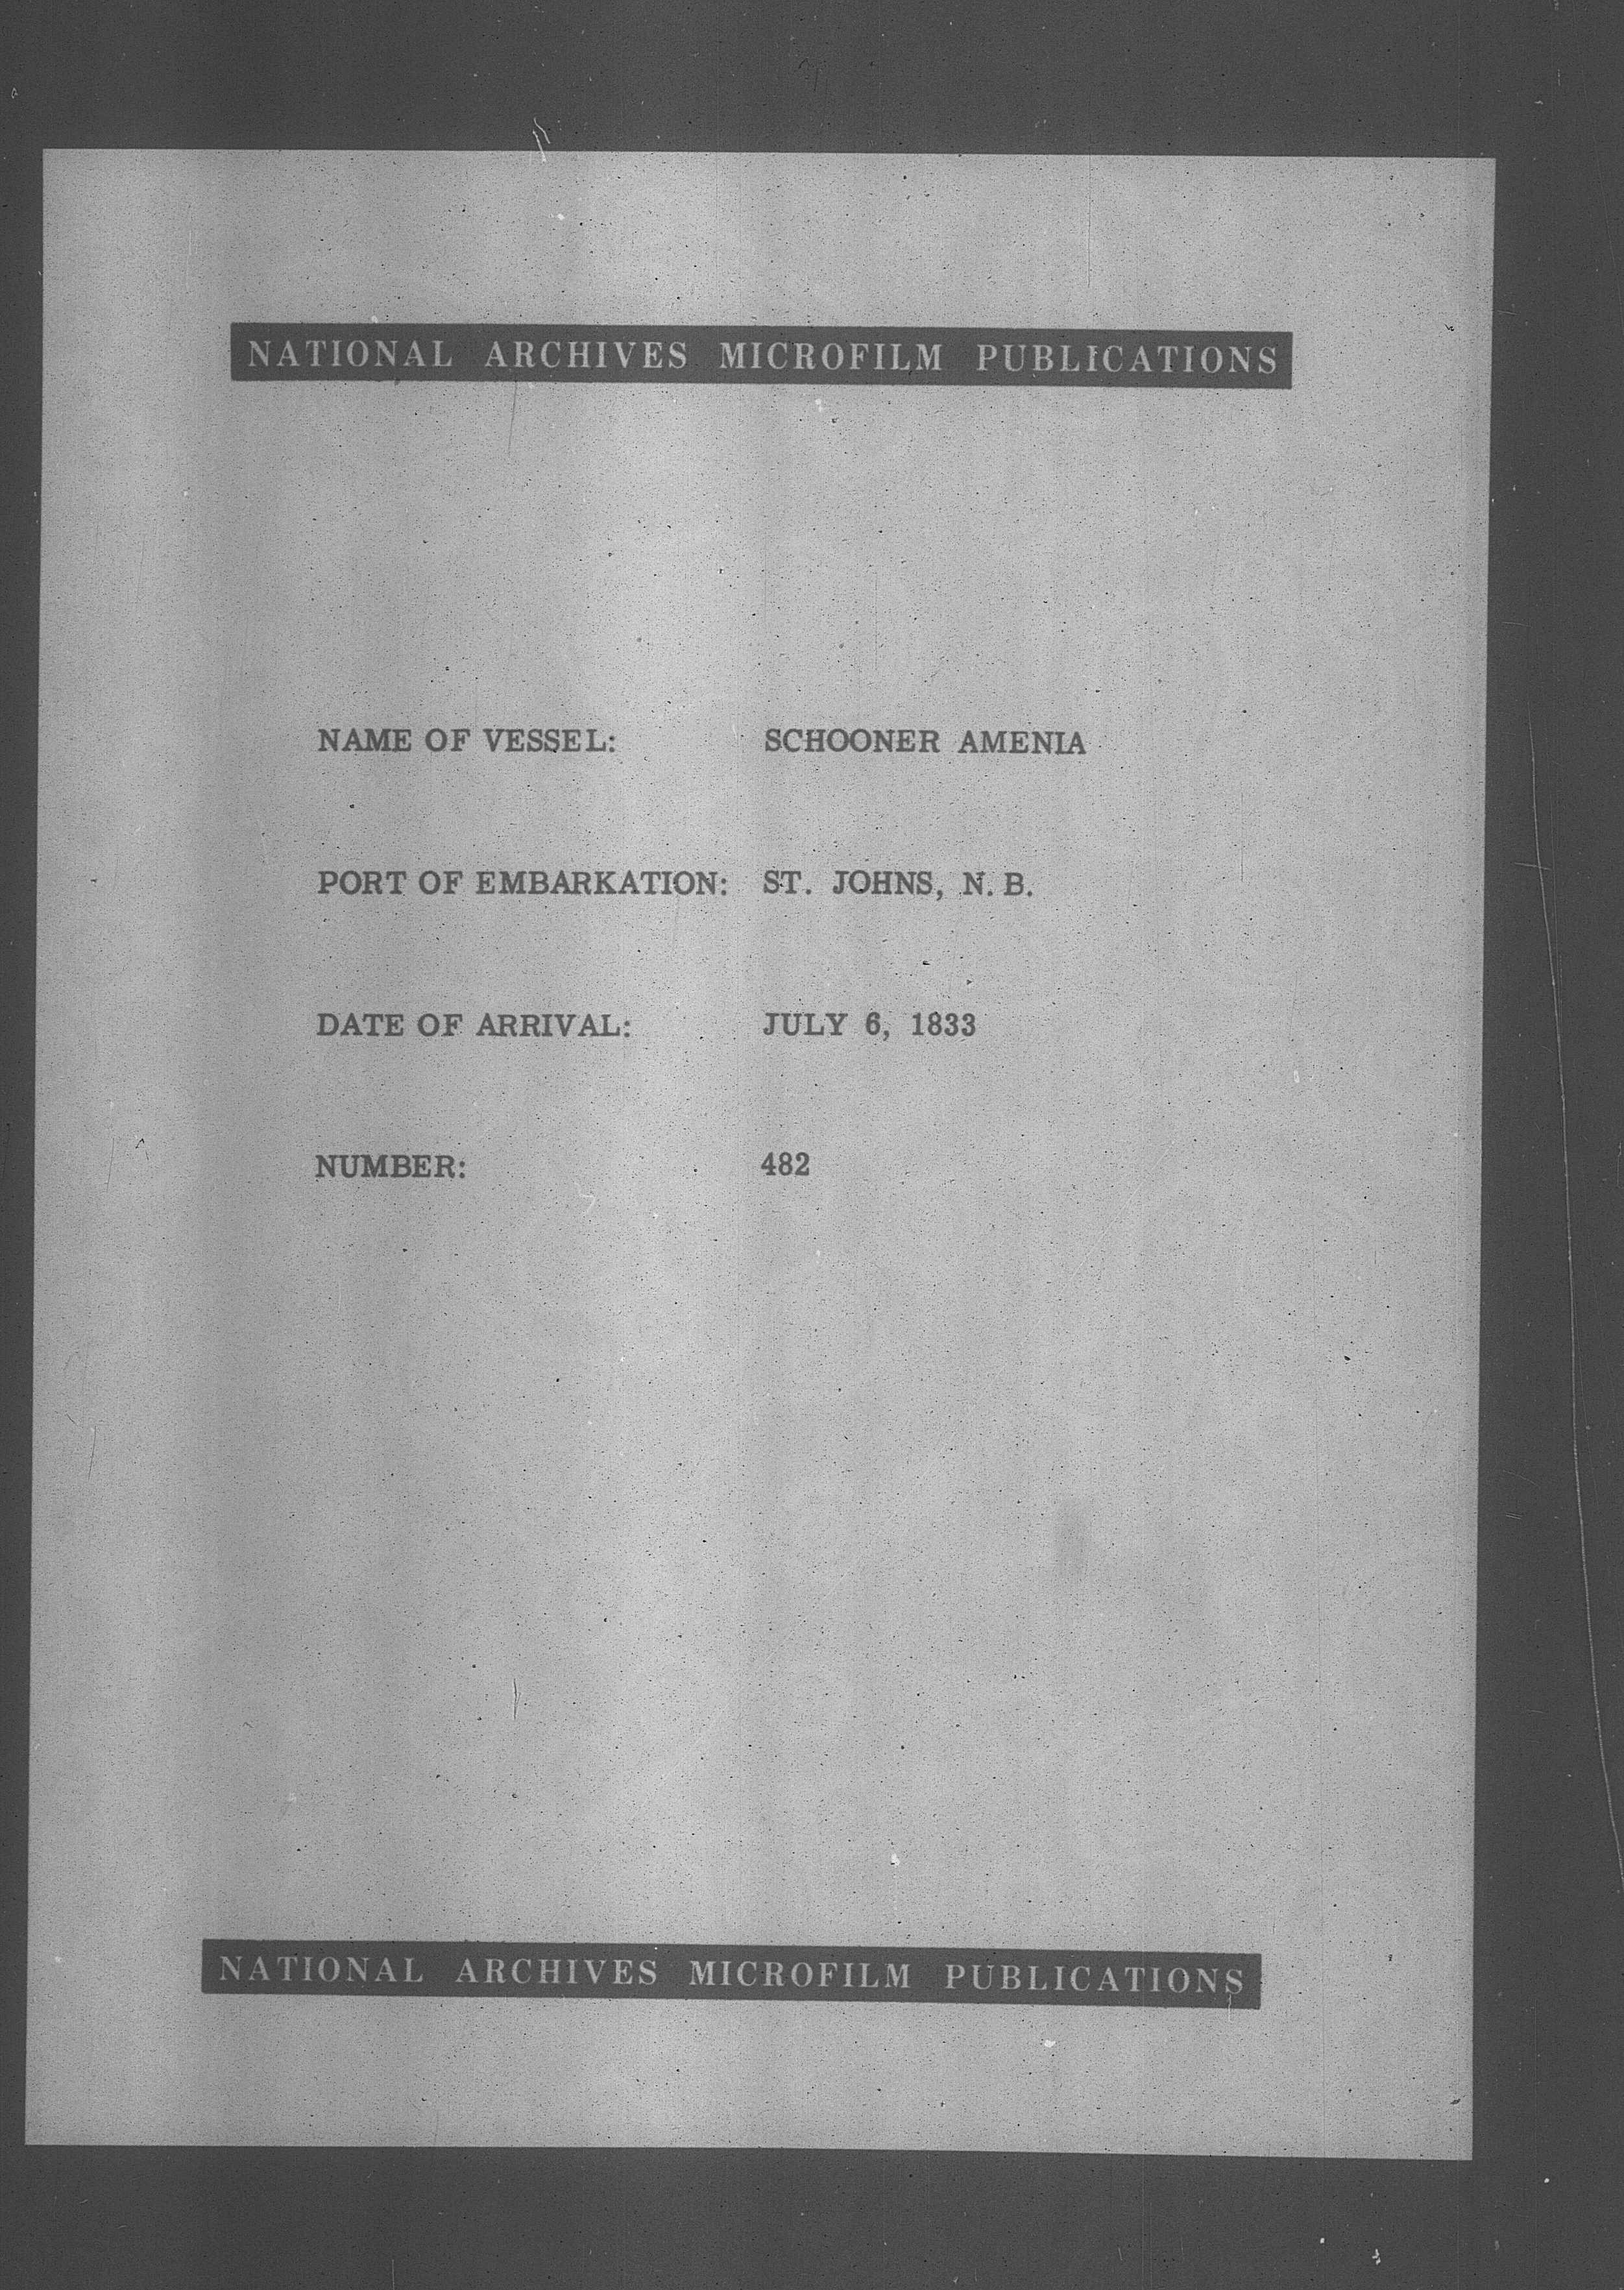 NATIONAL ARCHIVES MICROFILM PUBLICATIONS
NAME OF VESSEL: SCHOONER AMENIA
PORT OF EMBARKATION: ST. JOHNS, N. B.
DATE OF ARRIVAL: JULY 6, 1833
NUMBER: 482
NATIONAL ARCHIVES MICROFILM PUBLICATIONS